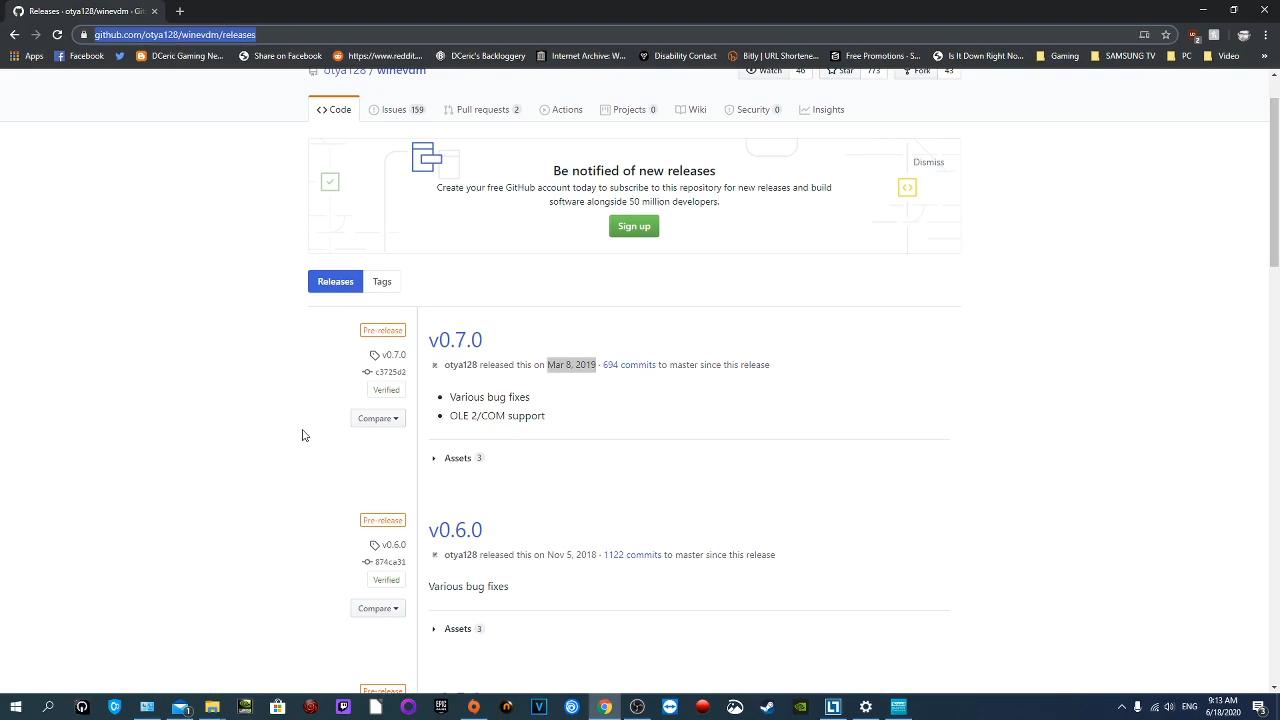 Releases · otya128/winevdm · Git
github.com/otya128/winevdm/releases
Apps
Facebook
DCeric Gaming Ne...
Share on Facebook
https://www.reddit...
DCeric's Backloggery
Internet Archive: W...
Disability Contact
Bitly | URL Shortene...
Free Promotions · S...
Is It Down Right No...
Gaming
SAMSUNG TV
PC
Video
»
otya128 / winevdm
Watch 46
Star 773
Fork 43
Code
Issues 159
Pull requests 2
Actions
Projects 0
Wiki
Security 0
Insights
Be notified of new releases
Dismiss
Create your free GitHub account today to subscribe to this repository for new releases and build
software alongside 50 million developers.
Sign up
Releases
Tags
Pre-release
v0.7.0
c3725d2
Verified
Compare
v0.7.0
otya128 released this on Mar 8, 2019 · 694 commits to master since this release
• Various bug fixes
• OLE 2/COM support
Assets 3
Pre-release
v0.6.0
874ca31
Verified
Compare
v0.6.0
otya128 released this on Nov 5, 2018 · 1122 commits to master since this release
Various bug fixes
Assets 3
Pre-release
ENG
9:13 AM
6/18/2020